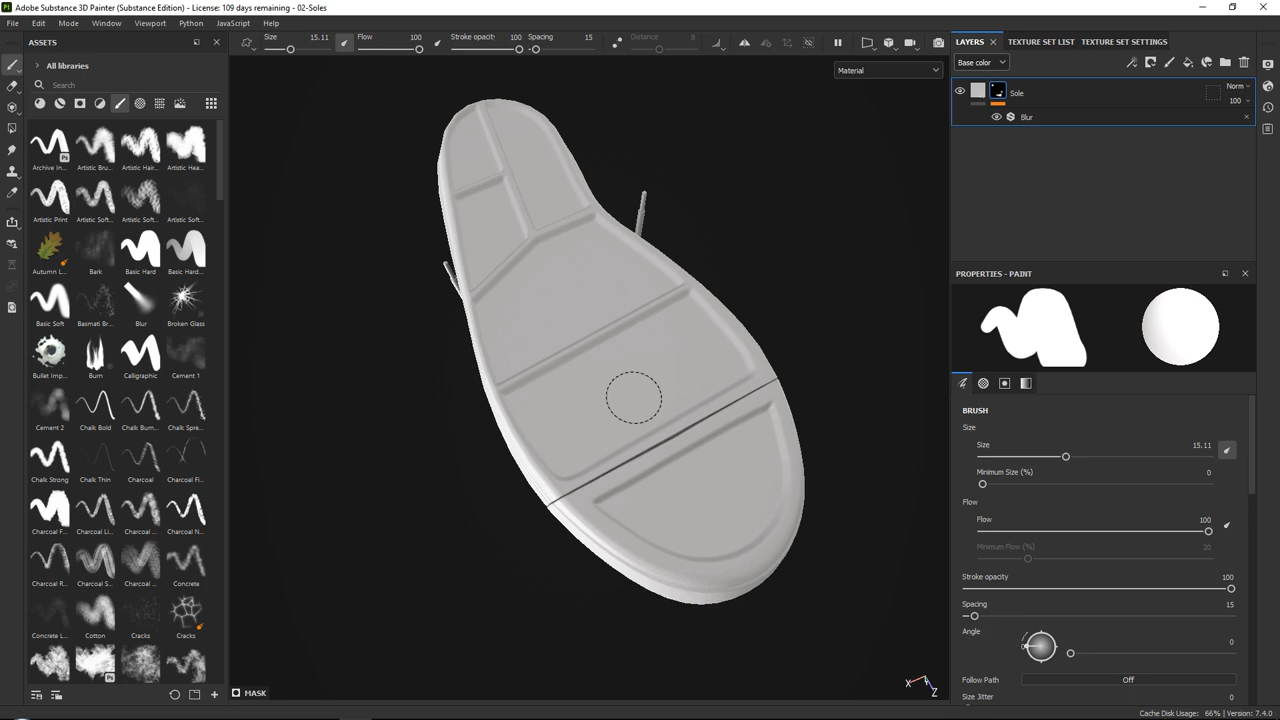 Adobe Substance 3D Painter (Substance Edition) - License: 109 days remaining - 02-Soles
File Edit Mode Window Viewport Python JavaScript Help
ASSETS
All libraries
Search
Archive In... Artistic Bru... Artistic Hair... Artistic Hea...
Artistic Print Artistic Soft... Artistic Soft... Artistic Soft...
Autumn L... Bark Basic Hard Basic Hard...
Basic Soft Basmati Br... Blur Broken Glass
Bullet Imp... Burn Calligraphic Cement 1
Cement 2 Chalk Bold Chalk Bum... Chalk Spre...
Chalk Strong Chalk Thin Charcoal Charcoal Fi...
Charcoal F... Charcoal Li... Charcoal ... Charcoal N...
Charcoal R... Charcoal S... Charcoal ... Concrete
Concrete L... Cotton Cracks Cracks
Size 15.11 Flow 100 Stroke opacity 100 Spacing 15 Distance 8
Material
MASK
X Z
LAYERS TEXTURE SET LIST TEXTURE SET SETTINGS
Base color
Sole Norm
100
Blur
PROPERTIES - PAINT
BRUSH
Size
Size 15.11
Minimum Size (%) 0
Flow
Flow 100
Minimum Flow (%) 20
Stroke opacity 100
Spacing 15
Angle
0
Follow Path Off
Size Jitter 0
Cache Disk Usage: 66% | Version: 7.4.0